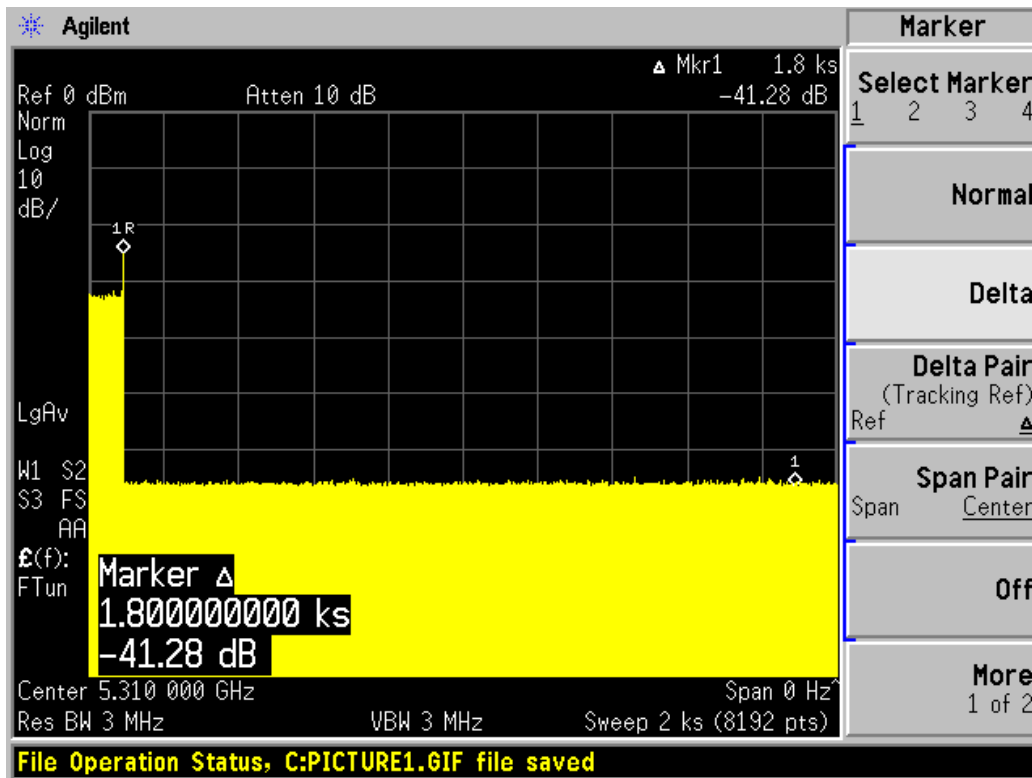 Agilent
Marker
Δ Mkr1 1.8 ks
Ref 0 dBm Atten 10 dB -41.28 dB
Norm
Log
10
dB/
1R
LgAv
1
W1 S2
S3 FS
AA
£(f):
FTun
Marker Δ
1.800000000 ks
-41.28 dB
Center 5.310 000 GHz Span 0 Hz^
Res BW 3 MHz VBW 3 MHz Sweep 2 ks (8192 pts)
File Operation Status, C:PICTURE1.GIF file saved
Select Marker
1 2 3 4
Normal
Delta
Delta Pair
(Tracking Ref)
Ref Δ
Span Pair
Span Center
Off
More
1 of 2